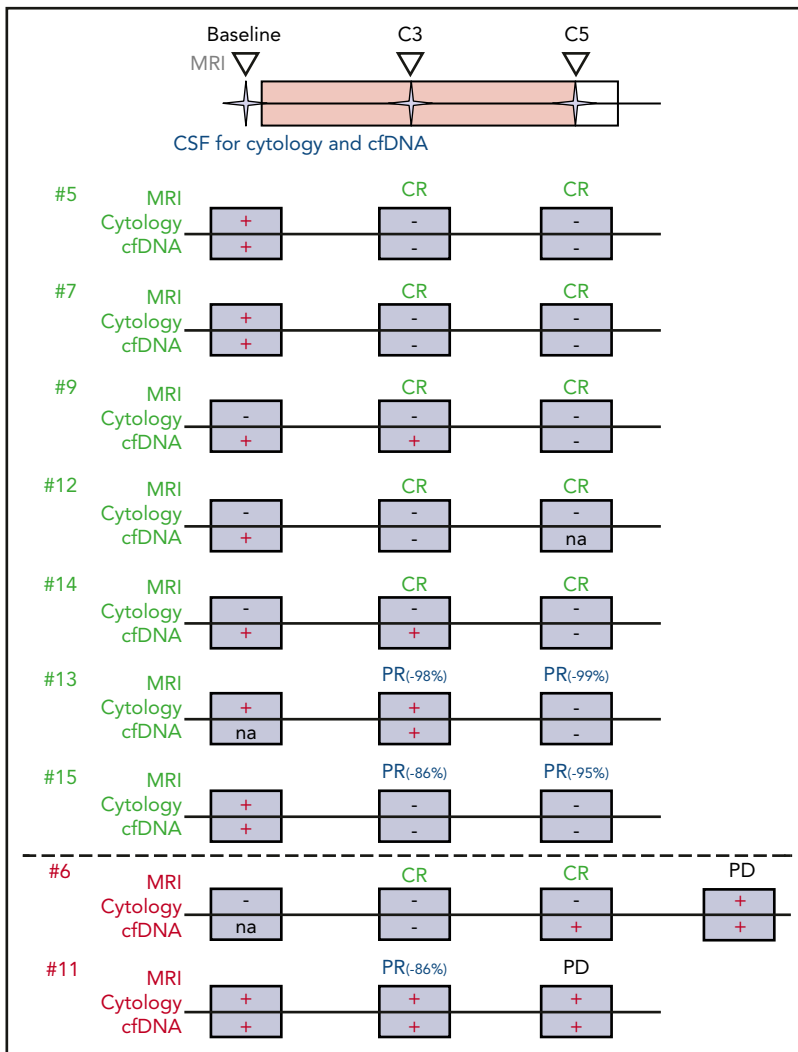 Baseline C3 C5
MRI
CSF for cytology and cfDNA
#5 MRI CR CR
Cytology + - -
cfDNA + - -
#7 MRI CR CR
Cytology + - -
cfDNA + - -
#9 MRI CR CR
Cytology - - -
cfDNA + + -
#12 MRI CR CR
Cytology - - -
cfDNA + - na
#14 MRI CR CR
Cytology - - -
cfDNA + + -
#13 MRI PR(-98%) PR(-99%)
Cytology + + -
cfDNA na + -
#15 MRI PR(-86%) PR(-95%)
Cytology + - -
cfDNA + - -
#6 MRI CR CR PD
Cytology - - - +
cfDNA na - + +
#11 MRI PR(-86%) PD
Cytology + + +
cfDNA + + +